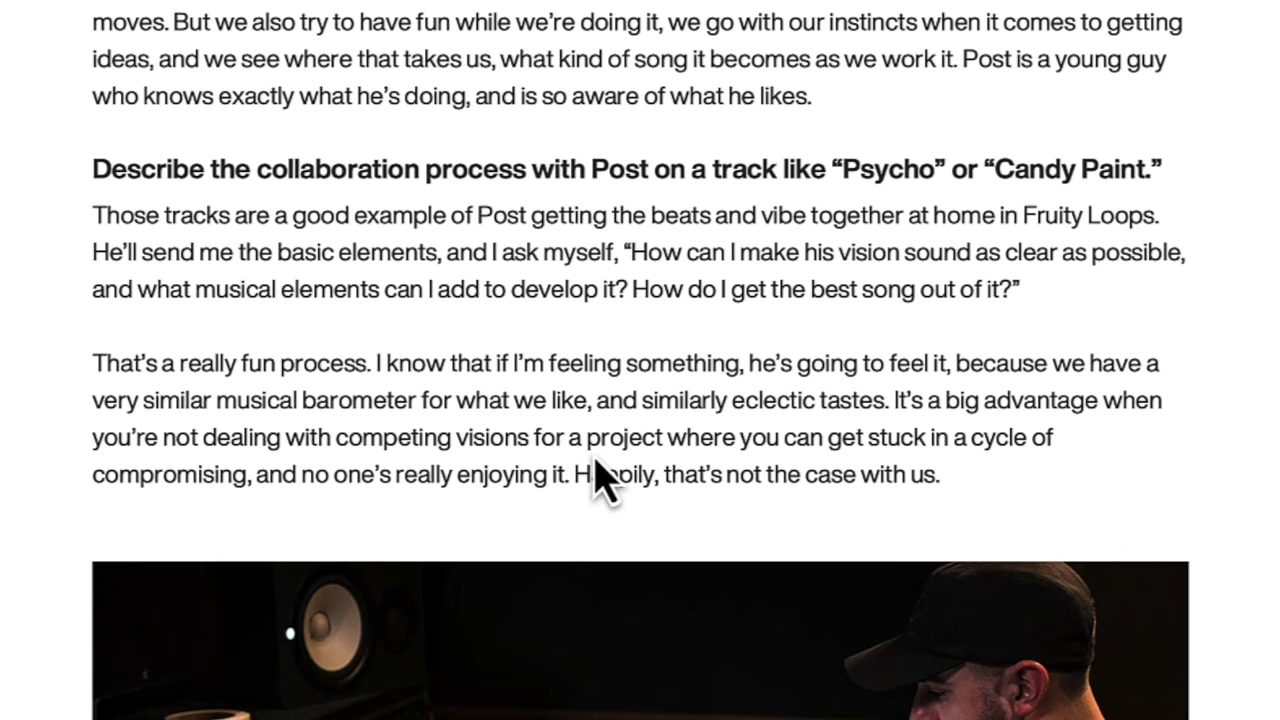 moves. But we also try to have fun while we’re doing it, we go with our instincts when it comes to getting
ideas, and we see where that takes us, what kind of song it becomes as we work it. Post is a young guy
who knows exactly what he’s doing, and is so aware of what he likes.
Describe the collaboration process with Post on a track like “Psycho” or “Candy Paint.”
Those tracks are a good example of Post getting the beats and vibe together at home in Fruity Loops.
He’ll send me the basic elements, and I ask myself, “How can I make his vision sound as clear as possible,
and what musical elements can I add to develop it? How do I get the best song out of it?”
That’s a really fun process. I know that if I’m feeling something, he’s going to feel it, because we have a
very similar musical barometer for what we like, and similarly eclectic tastes. It’s a big advantage when
you’re not dealing with competing visions for a project where you can get stuck in a cycle of
compromising, and no one’s really enjoying it. Happily, that’s not the case with us.